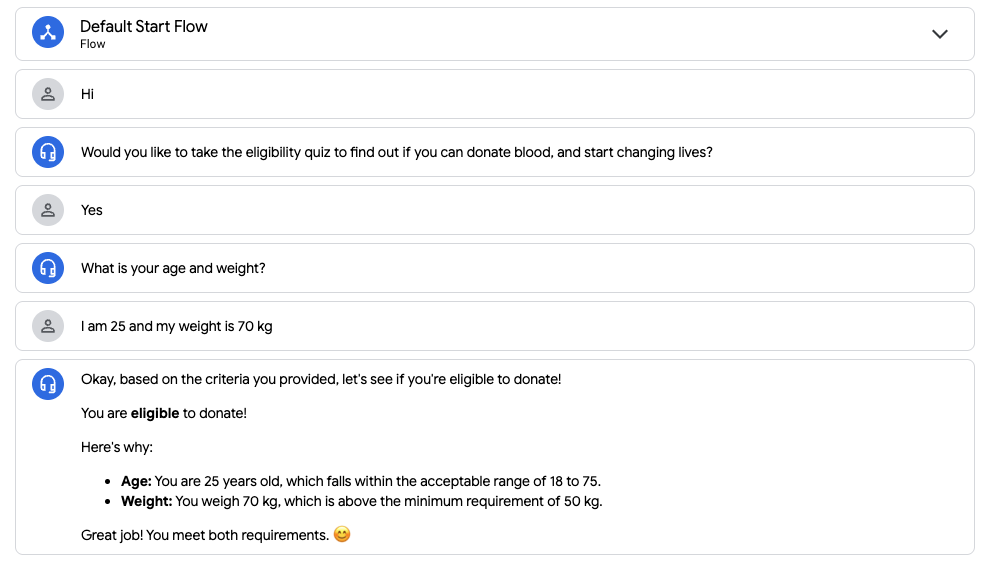 Default Start Flow
Flow
Hi
Would you like to take the eligibility quiz to find out if you can donate blood, and start changing lives?
Yes
What is your age and weight?
I am 25 and my weight is 70 kg
Okay, based on the criteria you provided, let's see if you're eligible to donate!
You are eligible to donate!
Here's why:
• Age: You are 25 years old, which falls within the acceptable range of 18 to 75.
• Weight: You weigh 70 kg, which is above the minimum requirement of 50 kg.
Great job! You meet both requirements. 😊